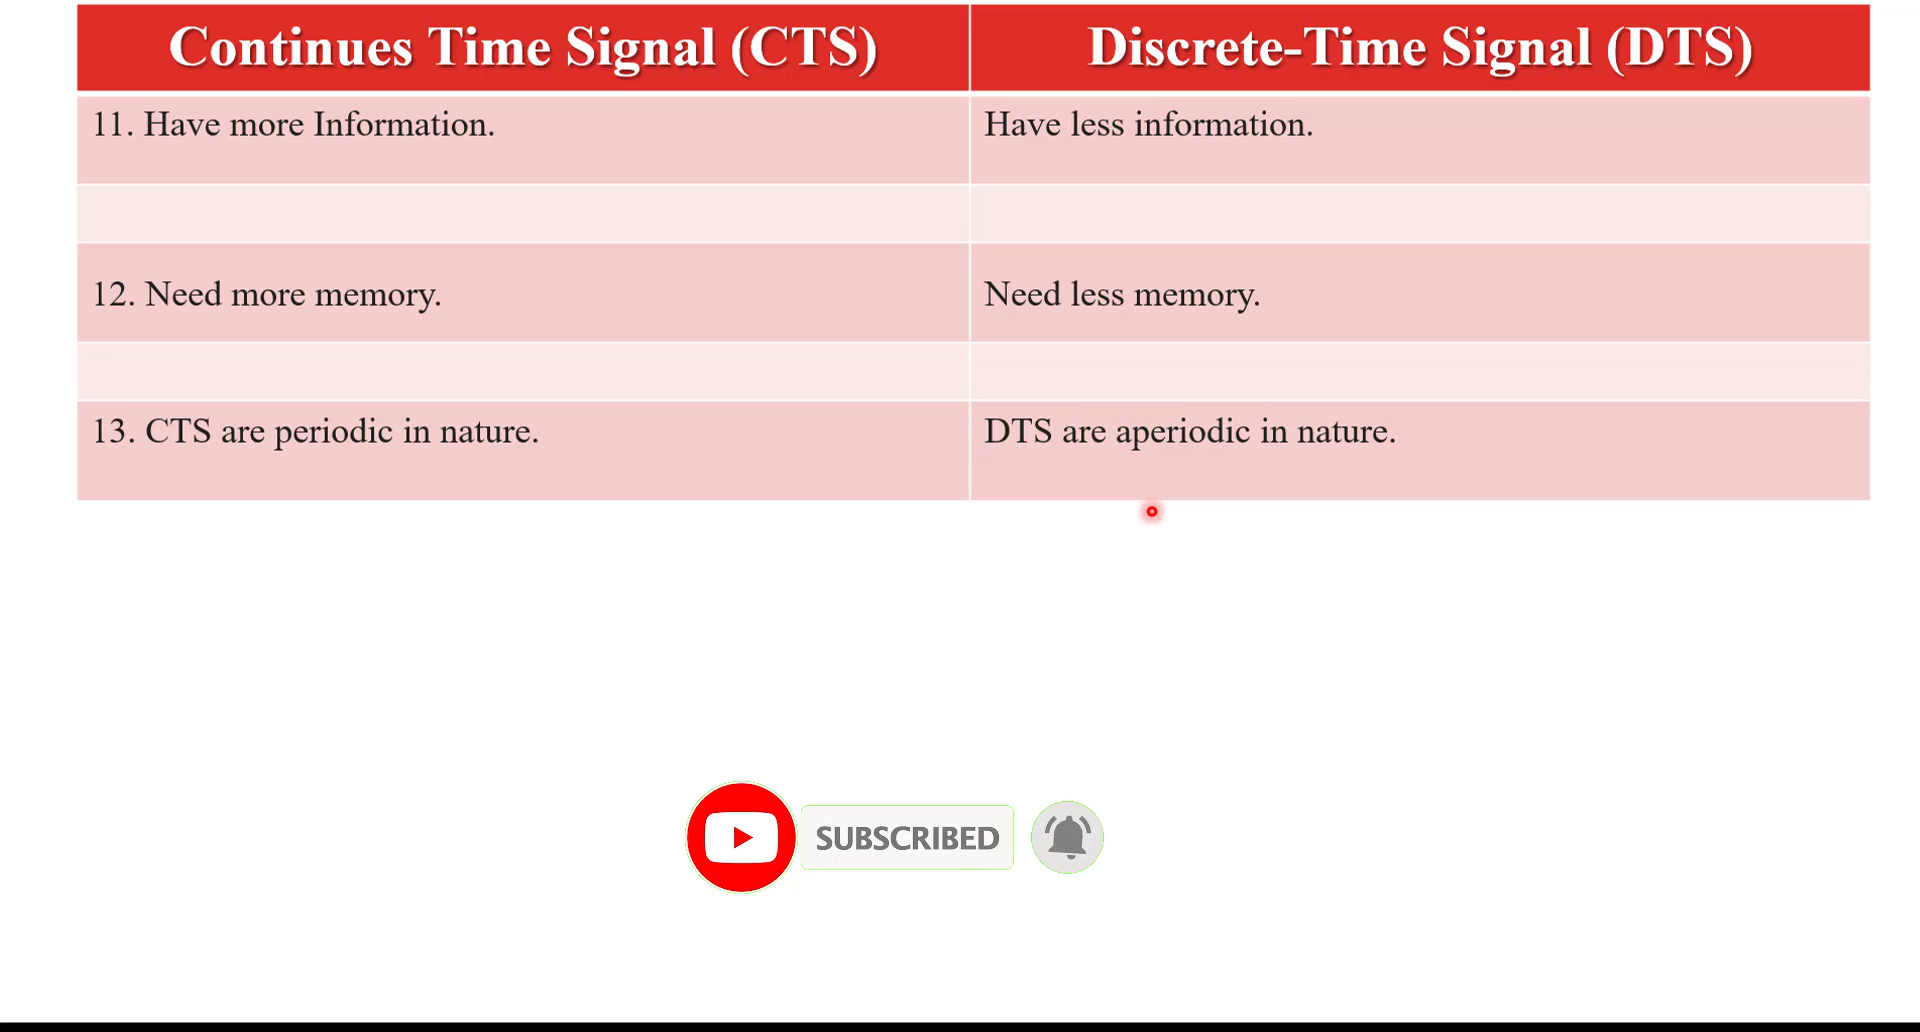 Continues Time Signal (CTS)
Discrete-Time Signal (DTS)
11. Have more Information.
Have less information.
12. Need more memory.
Need less memory.
13. CTS are periodic in nature.
DTS are aperiodic in nature.
SUBSCRIBED